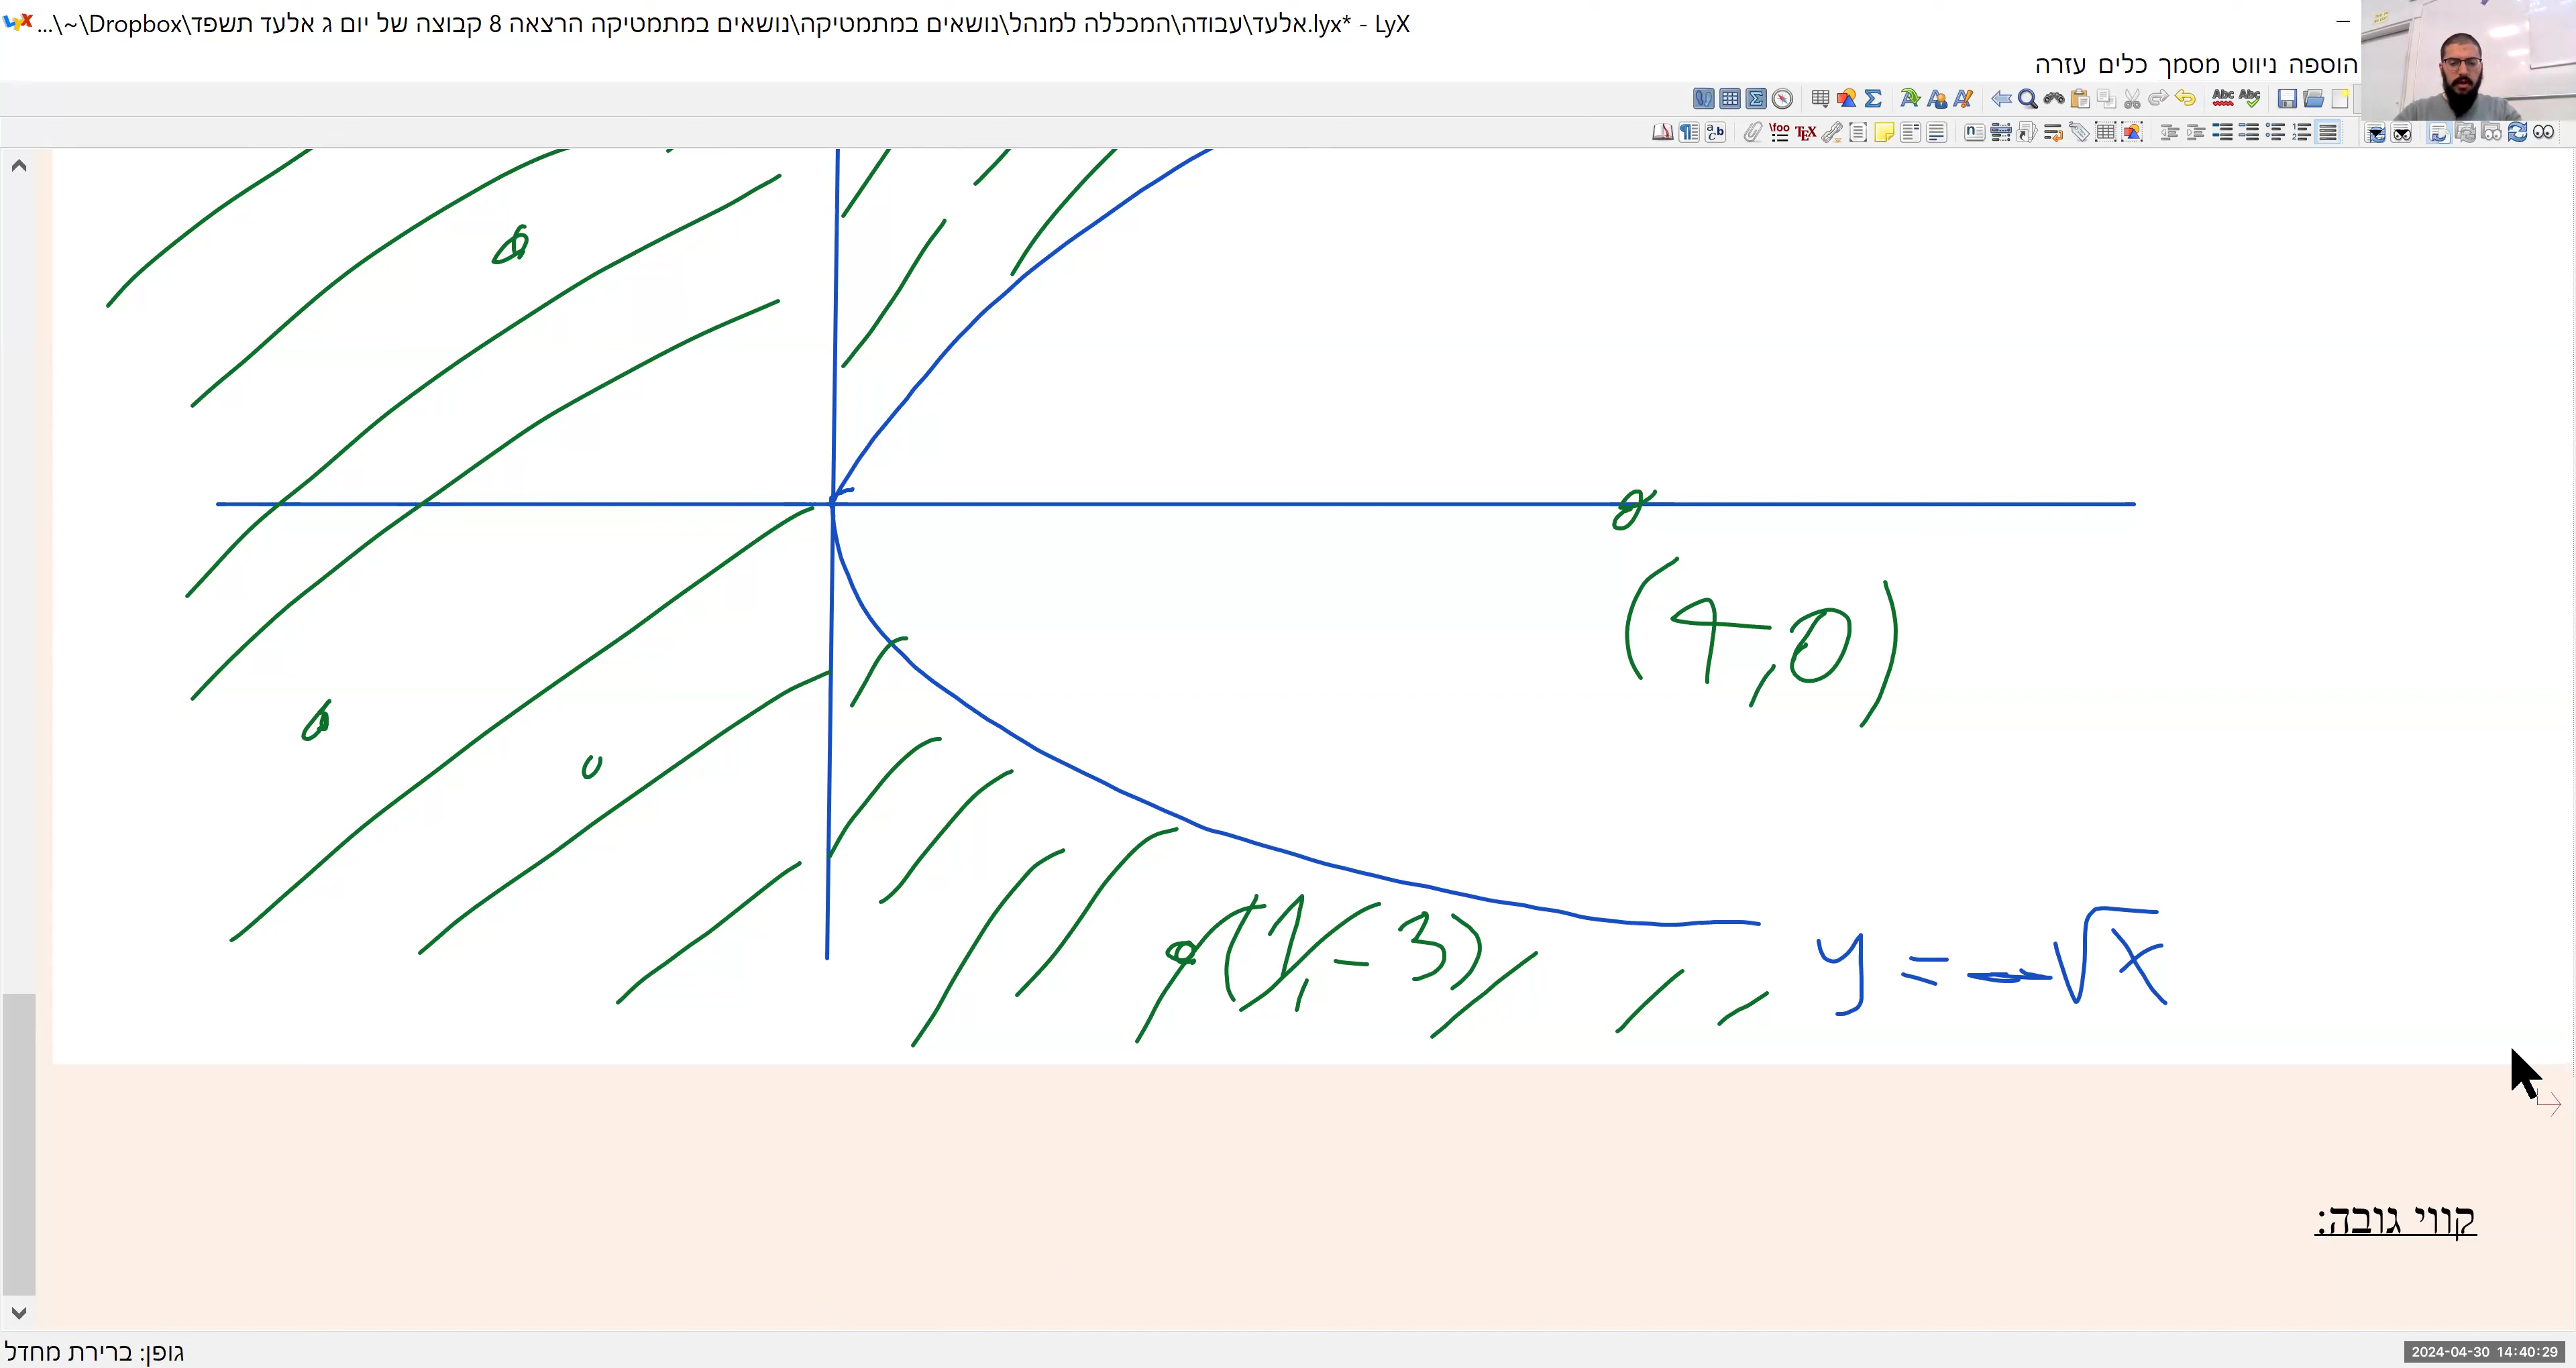 ...\~\Dropbox\אלעד\עבודה\המכללה למנהל\נושאים במתמטיקה\נושאים במתמטיקה הרצאה 8 קבוצה של יום ג אלעד תשפד.lyx* - LyX
הוספה ניווט מסמך כלים עזרה
(4,0)
(1,-3)
y = -√x
קווי גובה:
גופן: ברירת מחדל
2024-04-30 14:40:29